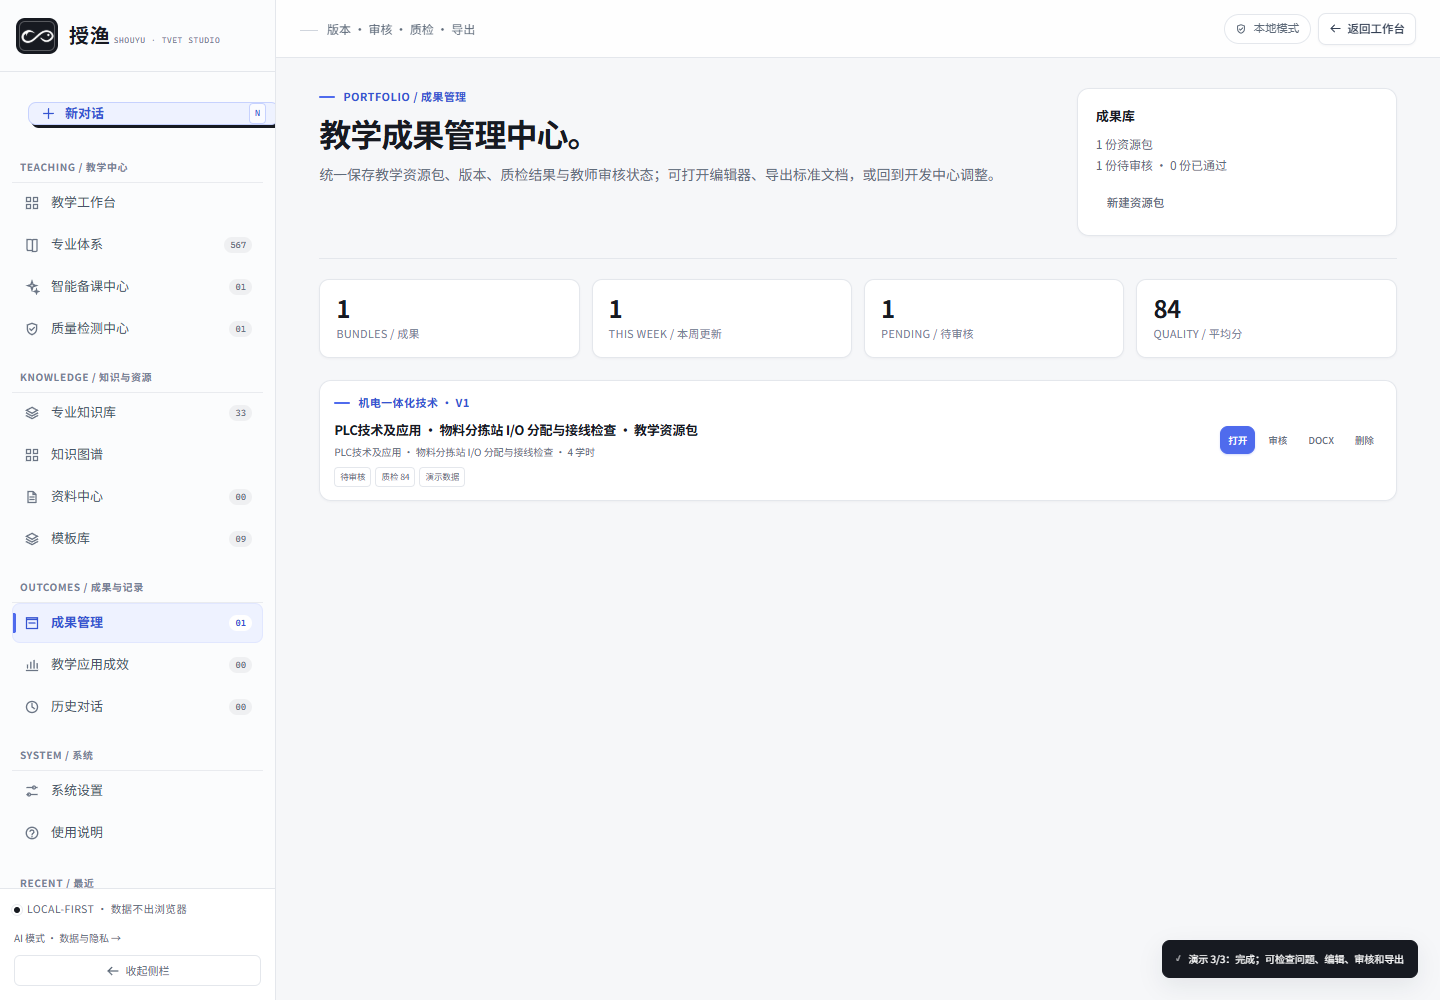 授渔 SHOUYU · TVET STUDIO
新对话 N
TEACHING / 教学中心
教学工作台
专业体系 567
智能备课中心 01
质量检测中心 01
KNOWLEDGE / 知识与资源
专业知识库 33
知识图谱
资料中心 00
模板库 09
OUTCOMES / 成果与记录
成果管理 01
教学应用成效 00
历史对话 00
SYSTEM / 系统
系统设置
使用说明
RECENT / 最近
LOCAL-FIRST · 数据不出浏览器
AI 模式 · 数据与隐私 →
← 收起侧栏
版本 · 审核 · 质检 · 导出
本地模式
← 返回工作台
PORTFOLIO / 成果管理
教学成果管理中心。
统一保存教学资源包、版本、质检结果与教师审核状态；可打开编辑器、导出标准文档，或回到开发中心调整。
成果库
1 份资源包
1 份待审核 · 0 份已通过
新建资源包
1
BUNDLES / 成果
1
THIS WEEK / 本周更新
1
PENDING / 待审核
84
QUALITY / 平均分
机电一体化技术 · V1
PLC技术及应用 · 物料分拣站 I/O 分配与接线检查 · 教学资源包
PLC技术及应用 · 物料分拣站 I/O 分配与接线检查 · 4 学时
待审核 质检 84 演示数据
打开 审核 DOCX 删除
✓ 演示 3/3：完成；可检查问题、编辑、审核和导出